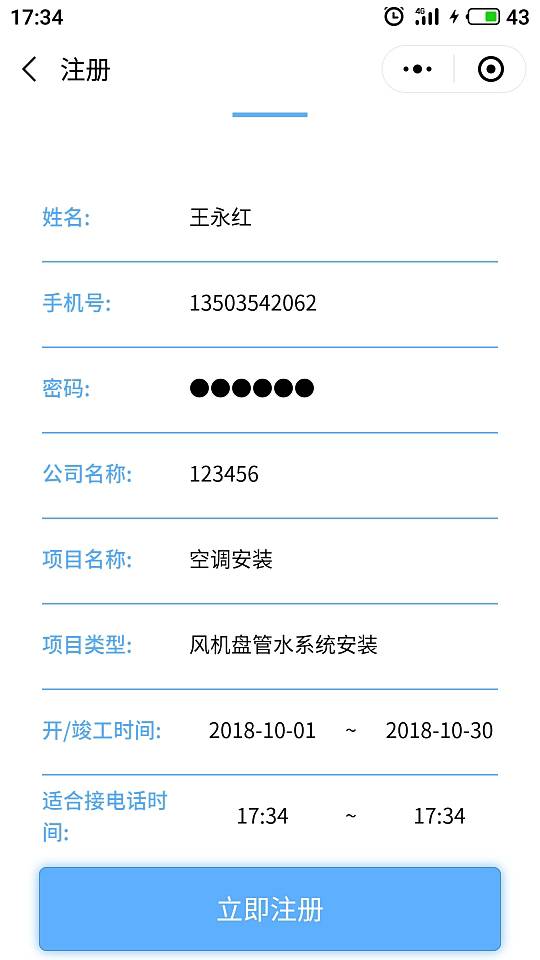 17:34
4G
43
注册
姓名:
王永红
手机号:
13503542062
密码:
●●●●●●
公司名称:
123456
项目名称:
空调安装
项目类型:
风机盘管水系统安装
开/竣工时间:
2018-10-01 ~ 2018-10-30
适合接电话时
间:
17:34 ~ 17:34
立即注册